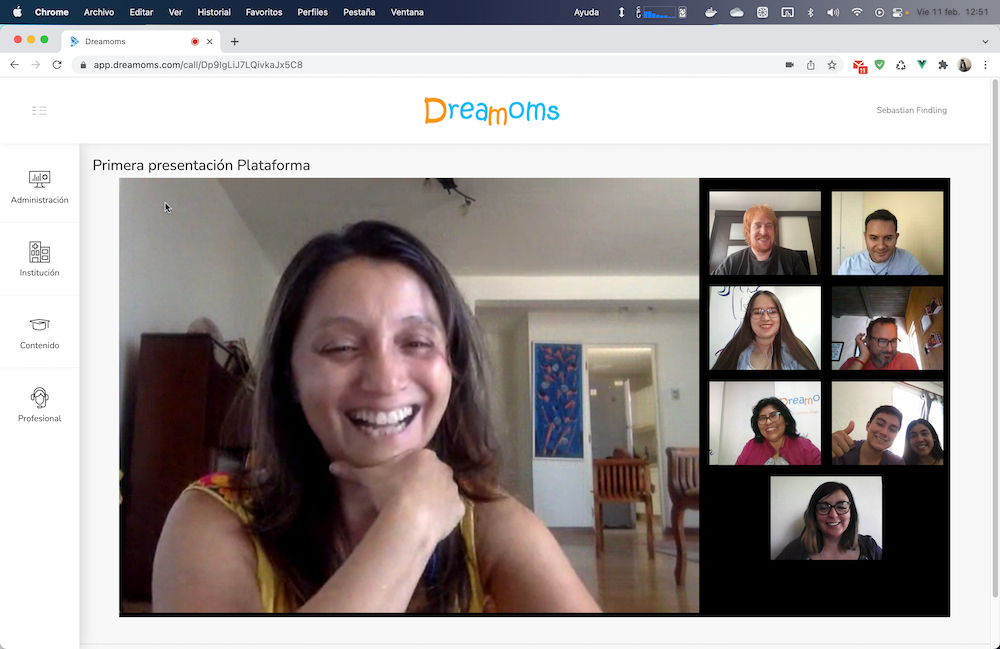 Chrome Archivo Editar Ver Historial Favoritos Perfiles Pestaña Ventana Ayuda Vie 11 feb. 12:51
Dreamoms
app.dreamoms.com/call/Dp9IgLiJ7LQivkaJx5C8
11
Dreamoms
Sebastian Findling
Primera presentación Plataforma
Administración
Institución
Contenido
Profesional